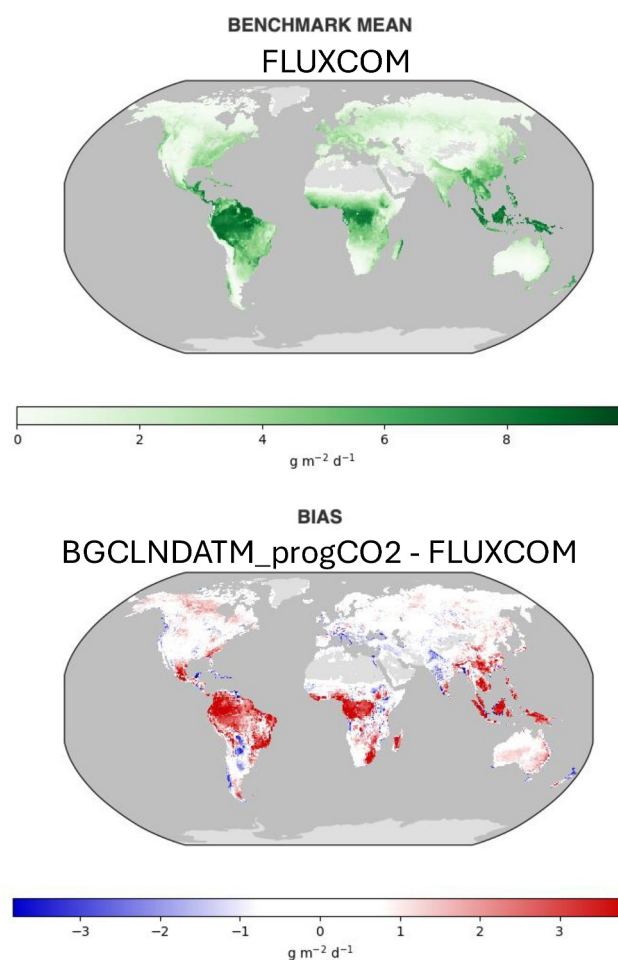 BENCHMARK MEAN
FLUXCOM
0 2 4 6 8
g m⁻² d⁻¹
BIAS
BGCLNDATM_progCO2 - FLUXCOM
−3 −2 −1 0 1 2 3
g m⁻² d⁻¹